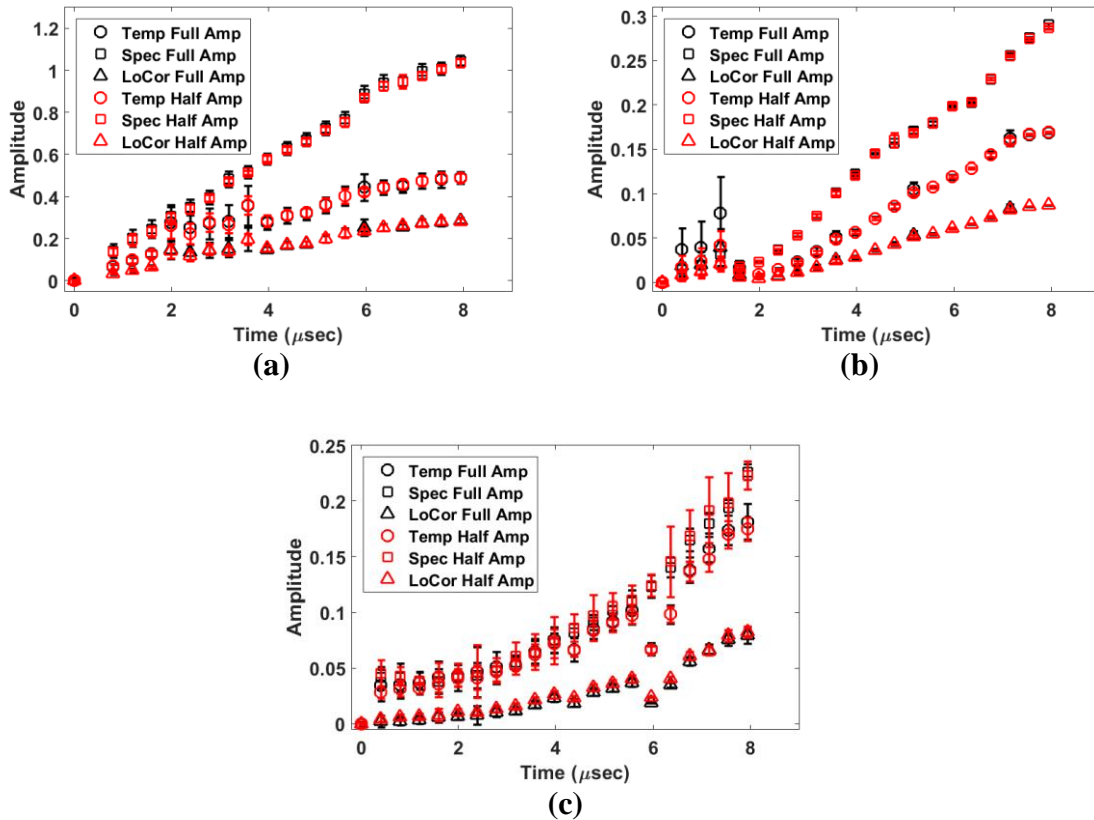 1.2
1
0.8
0.6
0.4
0.2
0
Amplitude
Temp Full Amp
Spec Full Amp
LoCor Full Amp
Temp Half Amp
Spec Half Amp
LoCor Half Amp
0 2 4 6 8
Time (μsec)
(a)
0.3
0.25
0.2
0.15
0.1
0.05
0
Amplitude
Temp Full Amp
Spec Full Amp
LoCor Full Amp
Temp Half Amp
Spec Half Amp
LoCor Half Amp
0 2 4 6 8
Time (μsec)
(b)
0.25
0.2
0.15
0.1
0.05
0
Amplitude
Temp Full Amp
Spec Full Amp
LoCor Full Amp
Temp Half Amp
Spec Half Amp
LoCor Half Amp
0 2 4 6 8
Time (μsec)
(c)